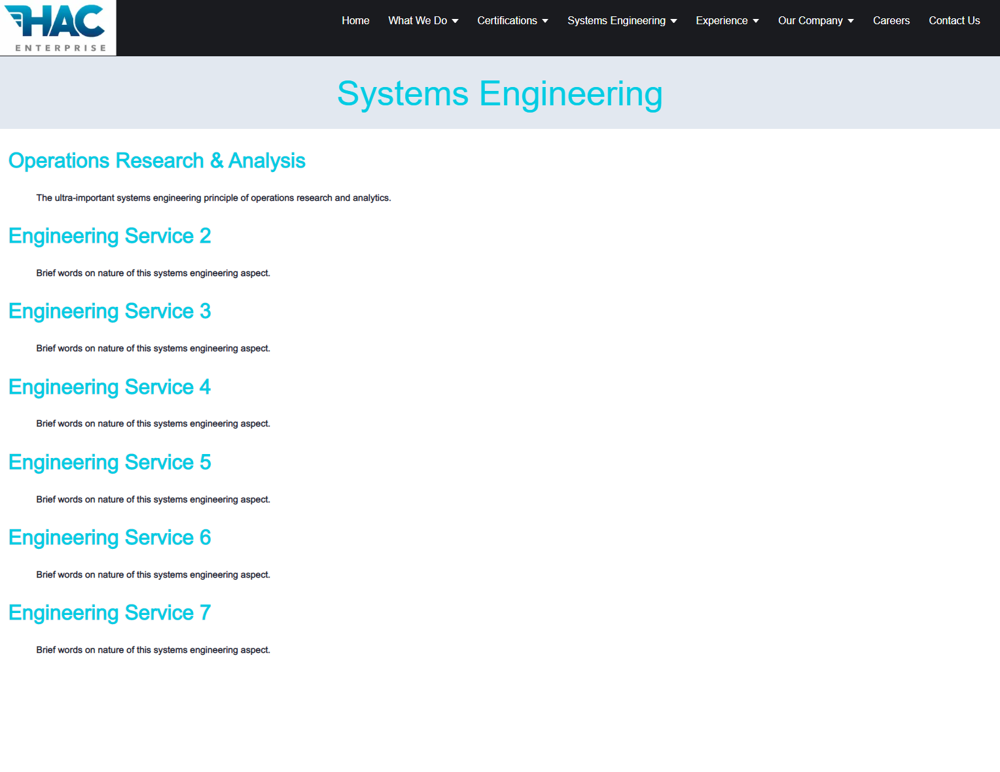 HAC
ENTERPRISE
Home What We Do Certifications Systems Engineering Experience Our Company Careers Contact Us
Systems Engineering
Operations Research & Analysis
The ultra-important systems engineering principle of operations research and analytics.
Engineering Service 2
Brief words on nature of this systems engineering aspect.
Engineering Service 3
Brief words on nature of this systems engineering aspect.
Engineering Service 4
Brief words on nature of this systems engineering aspect.
Engineering Service 5
Brief words on nature of this systems engineering aspect.
Engineering Service 6
Brief words on nature of this systems engineering aspect.
Engineering Service 7
Brief words on nature of this systems engineering aspect.